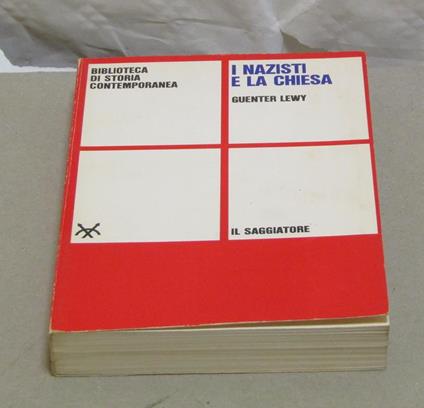 BIBLIOTECA
DI STORIA
CONTEMPORANEA
I NAZISTI
E LA CHIESA
GUENTER LEWY
IL SAGGIATORE